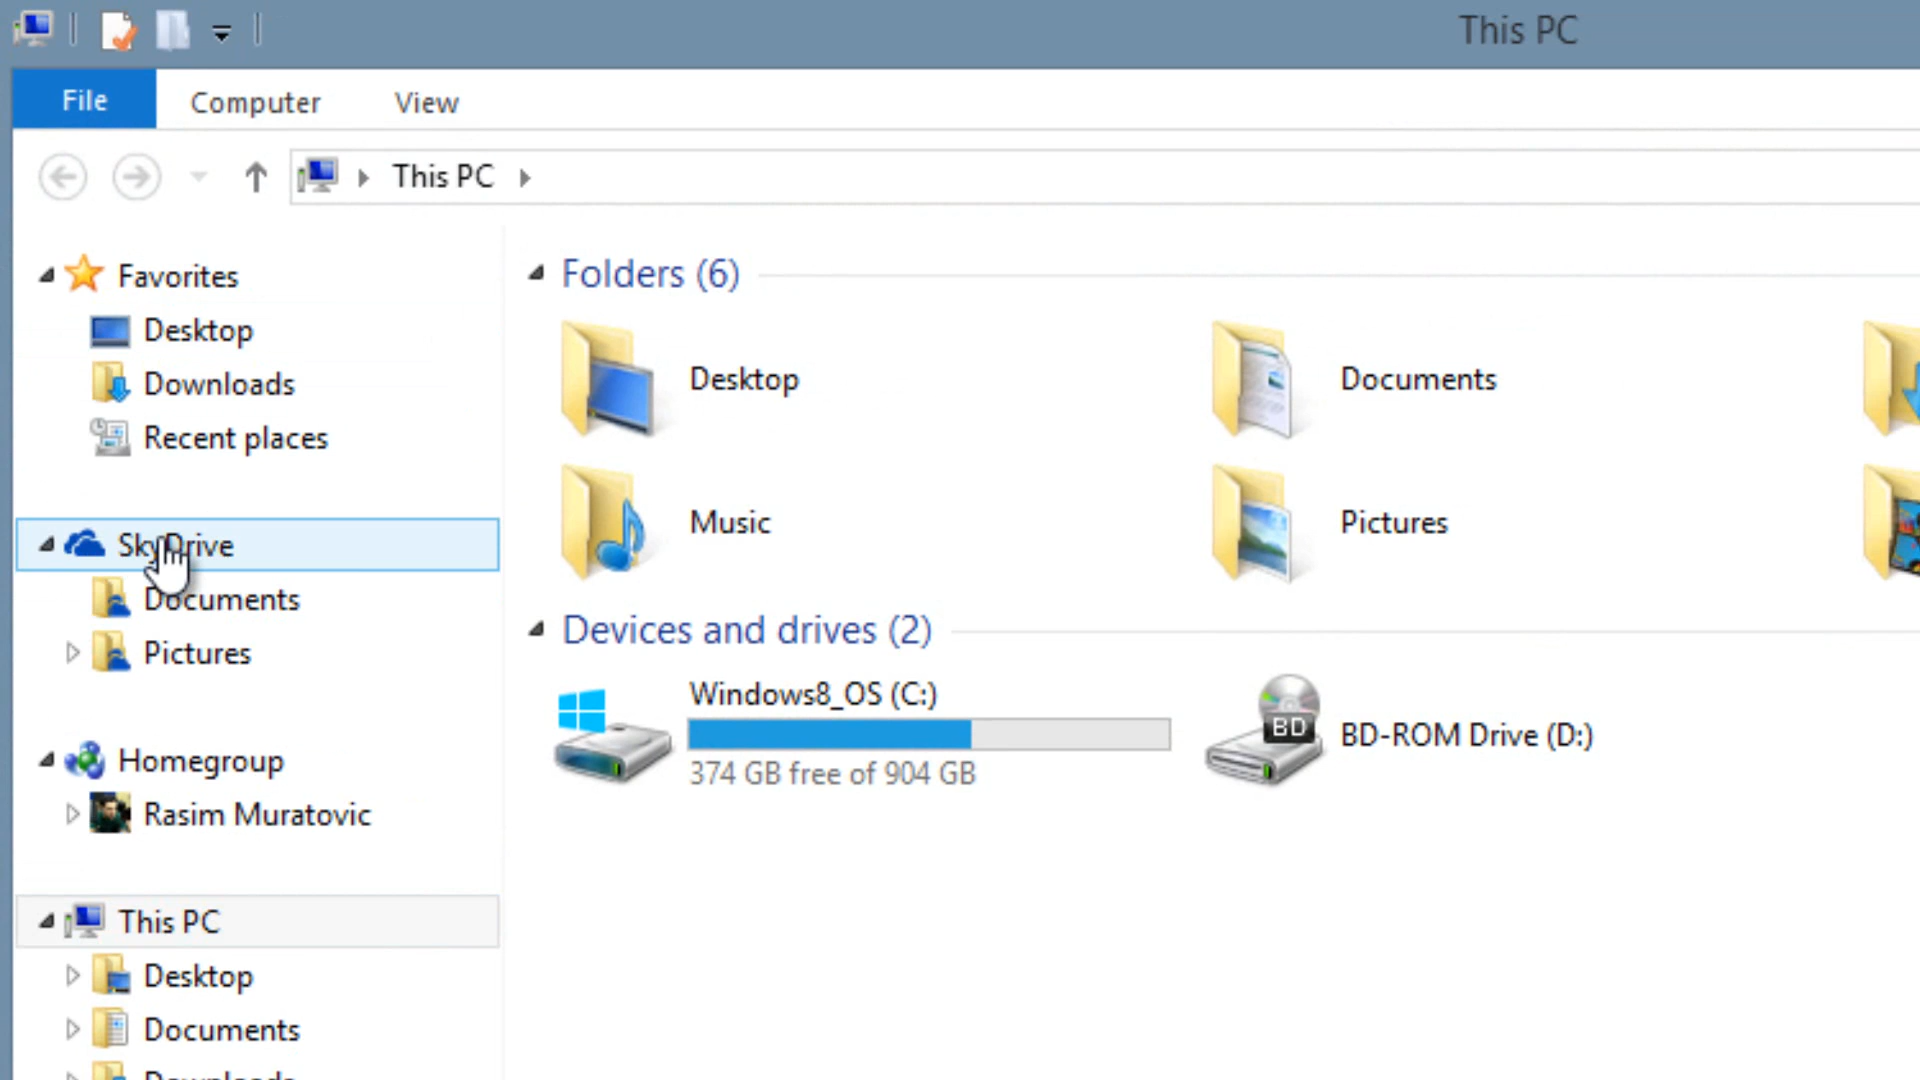 This PC
File Computer View
This PC
Favorites
Desktop
Downloads
Recent places
SkyDrive
Documents
Pictures
Homegroup
Rasim Muratovic
This PC
Desktop
Documents
Downloads
Folders (6)
Desktop
Documents
Music
Pictures
Devices and drives (2)
Windows8_OS (C:)
374 GB free of 904 GB
BD
BD-ROM Drive (D:)